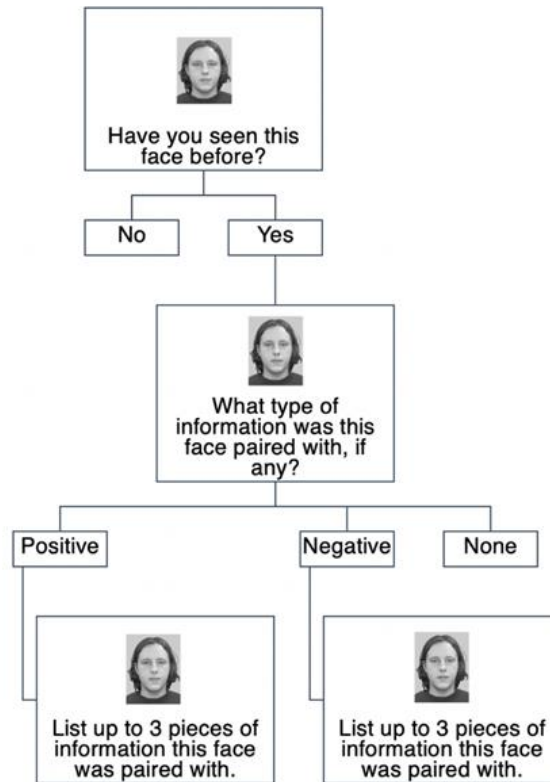 Have you seen this
face before?
No
Yes
What type of
information was this
face paired with, if
any?
Positive
Negative
None
List up to 3 pieces of
information this face
was paired with.
List up to 3 pieces of
information this face
was paired with.